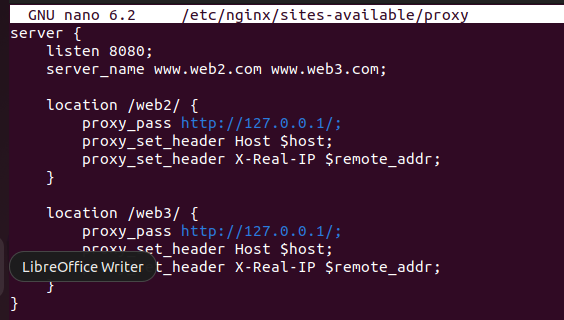 GNU nano 6.2 /etc/nginx/sites-available/proxy
server {
listen 8080;
server_name www.web2.com www.web3.com;
location /web2/ {
proxy_pass http://127.0.0.1/;
proxy_set_header Host $host;
proxy_set_header X-Real-IP $remote_addr;
}
location /web3/ {
proxy_pass http://127.0.0.1/;
proxy_set_header Host $host;
LibreOffice Writer t_header X-Real-IP $remote_addr;
}
}